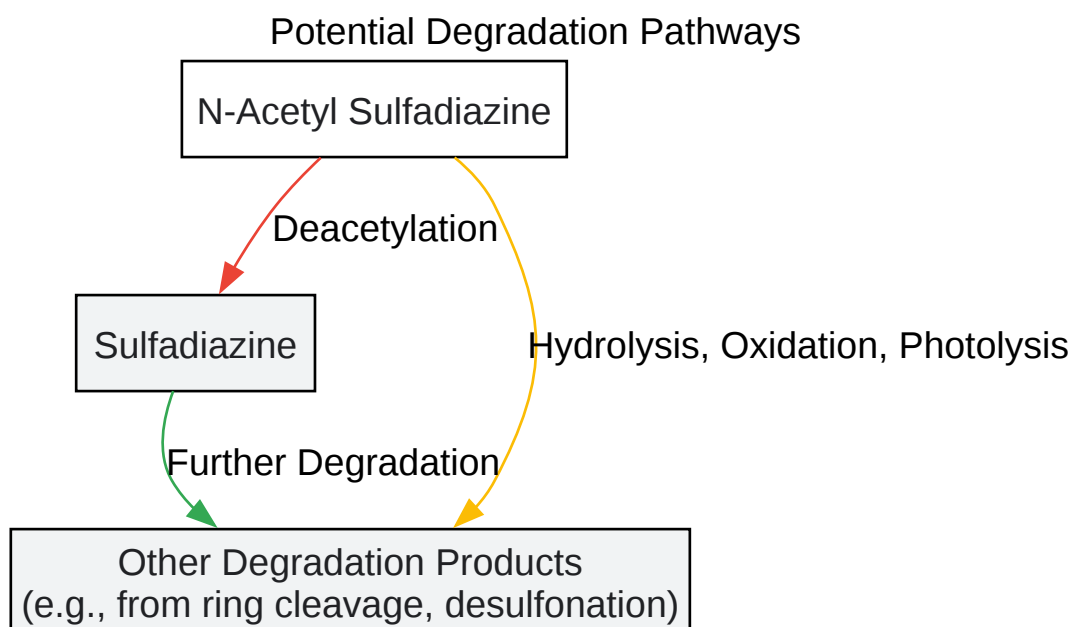 Potential Degradation Pathways
N-Acetyl Sulfadiazine
Deacetylation
Sulfadiazine
Hydrolysis, Oxidation, Photolysis
Further Degradation
Other Degradation Products
(e.g., from ring cleavage, desulfonation)